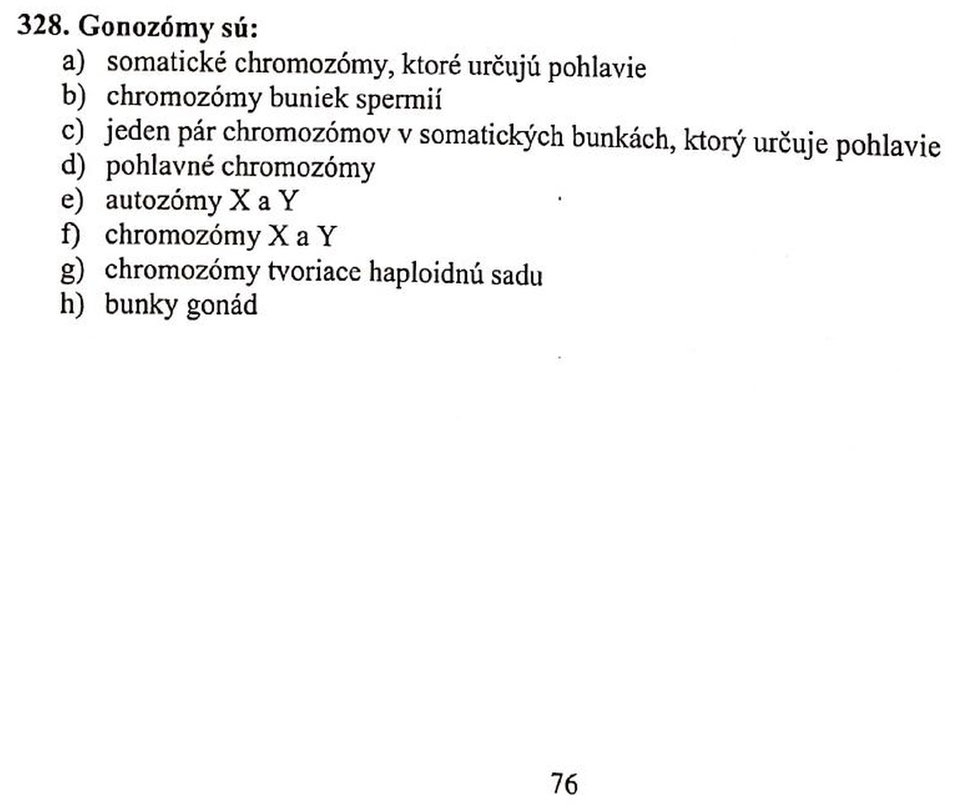 328. Gonozómy sú:
a) somatické chromozómy, ktoré určujú pohlavie
b) chromozómy buniek spermií
c) jeden pár chromozómov v somatických bunkách, ktorý určuje pohlavie
d) pohlavné chromozómy
e) autozómy X a Y
f) chromozómy X a Y
g) chromozómy tvoriace haploidnú sadu
h) bunky gonád
76